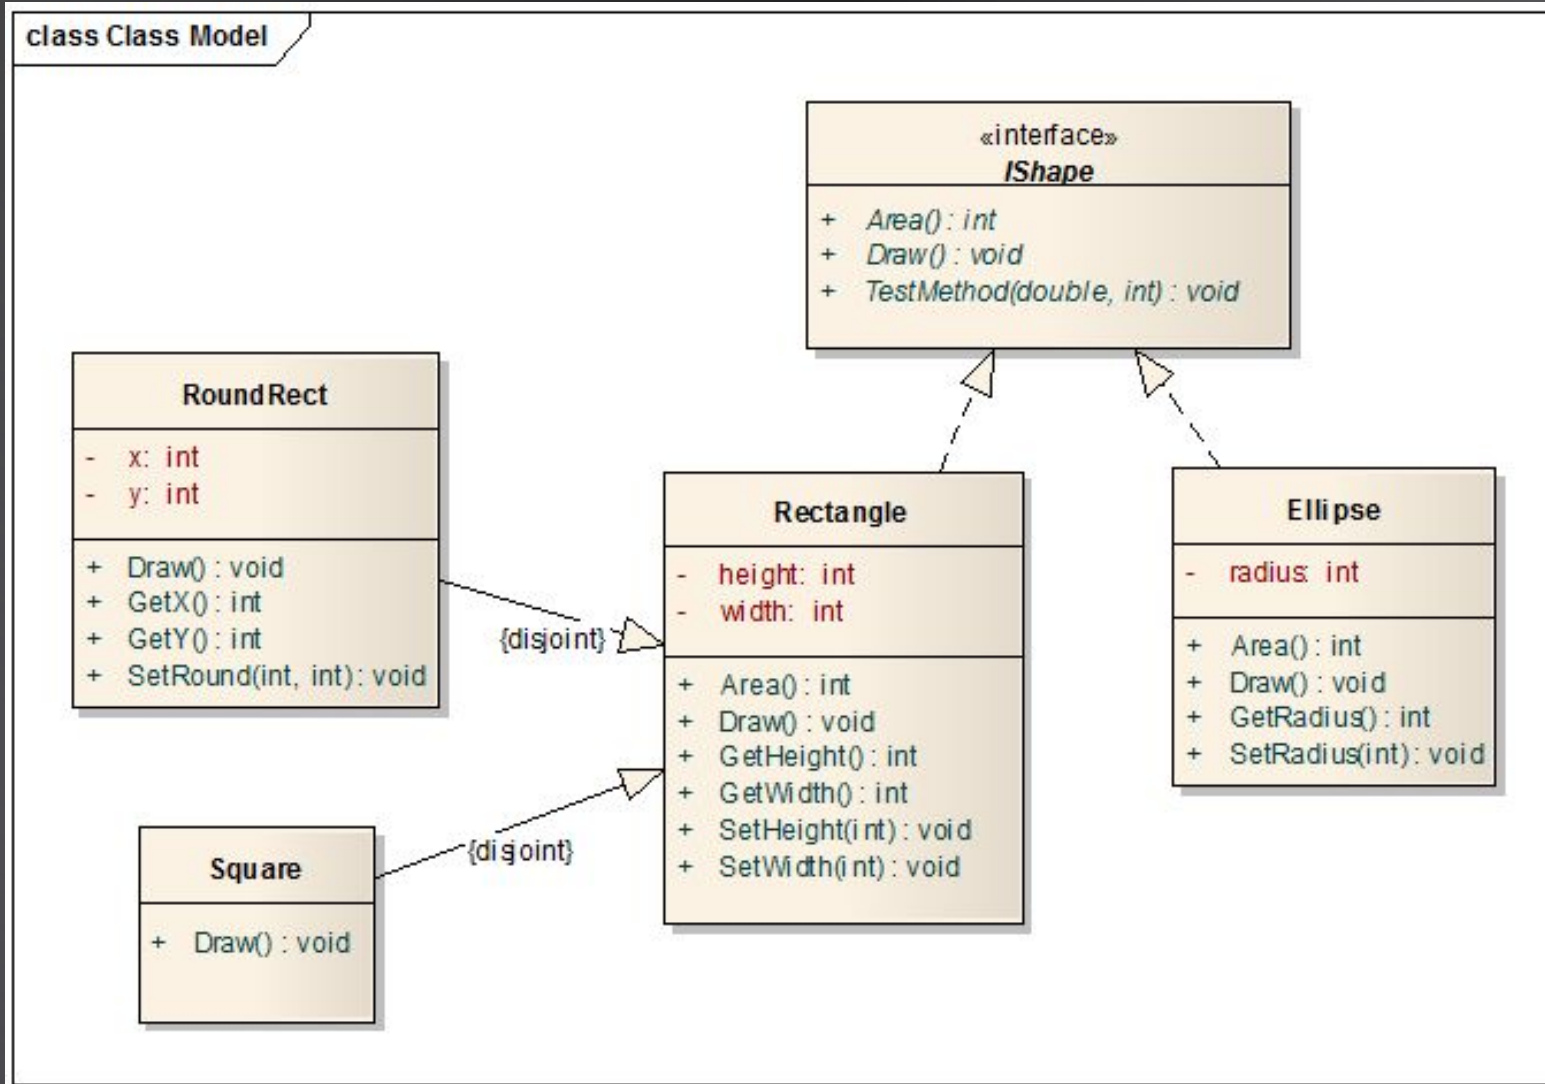 class Class Model
«interface»
IShape
+ Area() : int
+ Draw() : void
+ TestMethod(double, int) : void
RoundRect
- x: int
- y: int
+ Draw() : void
+ GetX() : int
+ GetY() : int
+ SetRound(int, int) : void
{disjoint}
Rectangle
- height: int
- width: int
+ Area() : int
+ Draw() : void
+ GetHeight() : int
+ GetWidth() : int
+ SetHeight(int) : void
+ SetWidth(int) : void
Ellipse
- radius: int
+ Area() : int
+ Draw() : void
+ GetRadius() : int
+ SetRadius(int) : void
Square
+ Draw() : void
{disjoint}